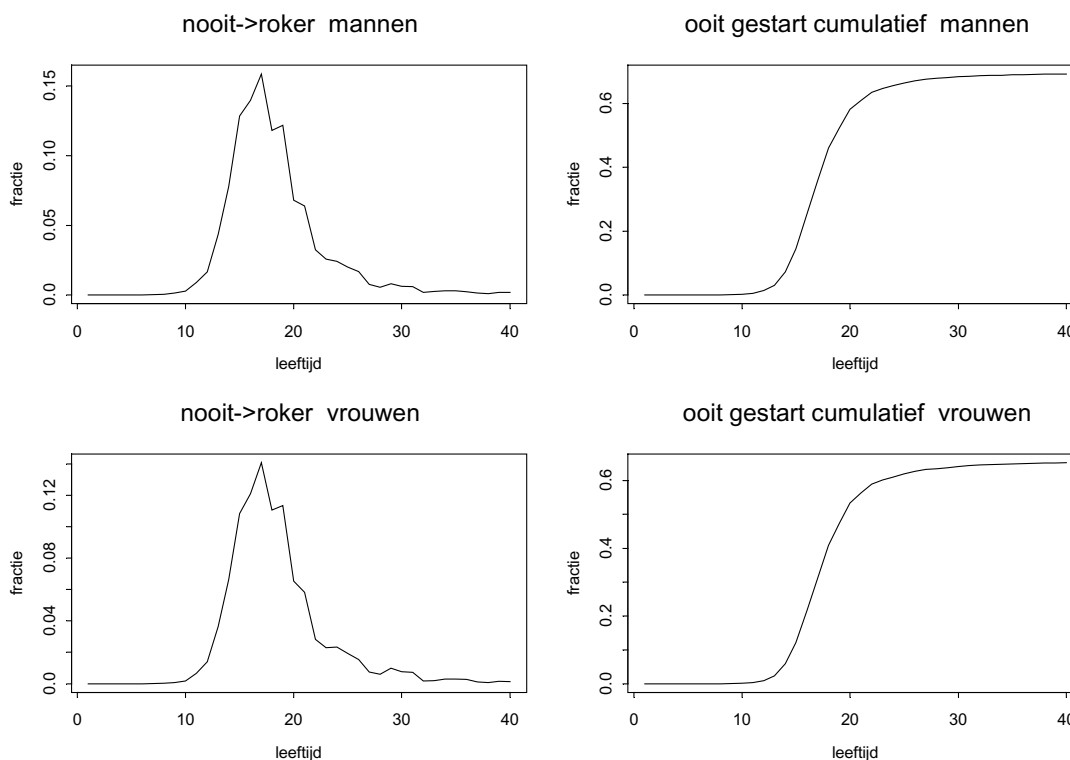 nooit->roker mannen
fractie
0.15
0.10
0.05
0.0
0 10 20 30 40
leeftijd
ooit gestart cumulatief mannen
fractie
0.6
0.4
0.2
0.0
0 10 20 30 40
leeftijd
nooit->roker vrouwen
fractie
0.12
0.08
0.04
0.0
0 10 20 30 40
leeftijd
ooit gestart cumulatief vrouwen
fractie
0.6
0.4
0.2
0.0
0 10 20 30 40
leeftijd